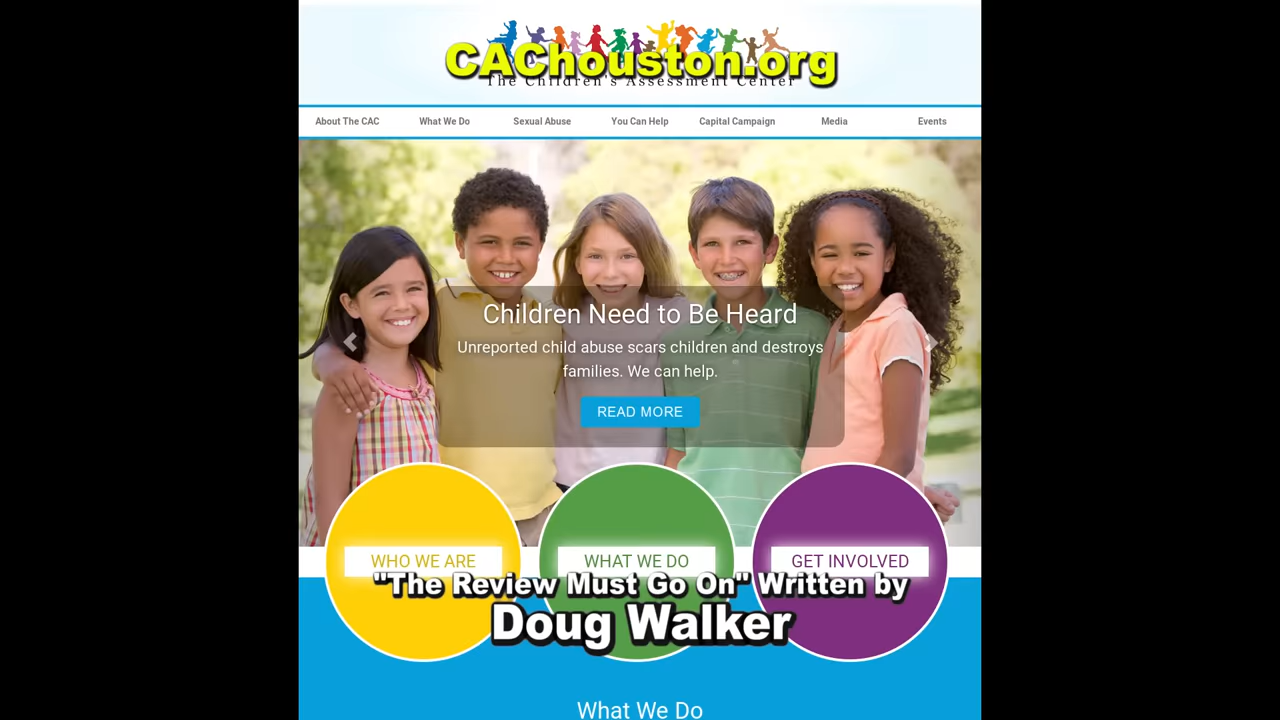 CAChouston.org
The Children's Assessment Center
About The CAC What We Do Sexual Abuse You Can Help Capital Campaign Media Events
Children Need to Be Heard
Unreported child abuse scars children and destroys
families. We can help.
READ MORE
WHO WE ARE WHAT WE DO GET INVOLVED
"The Review Must Go On" Written by
Doug Walker
What We Do